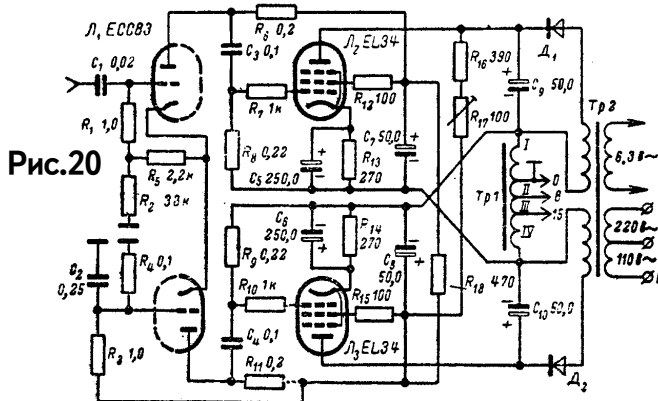 Л₁ ECC83
R₆ 0,2
Л₂ EL34
C₁ 0,02
C₃ 0,1
R₁₆ 390
Д₁
C₉ 50,0
Тр2
R₁ 1,0
R₇ 1к
R₁₂ 100
R₁₇ 100
Рис.20
R₅ 2,2к
R₈ 0,22
C₇ 50,0
6,3в~
C₅ 250,0
R₁₃ 270
I
R₂ 33к
Тр1
II
0
8
III
15
220в~
C₆ 250,0
R₁₄ 270
IV
110в~
C₂ 0,25
R₄ 0,1
R₉ 0,22
C₈ 50,0
R₁₈ 470
R₁₀ 1к
R₁₅ 100
C₁₀ 50,0
C₄ 0,1
R₃ 1,0
Л₃ EL34
R₁₁ 0,2
Д₂